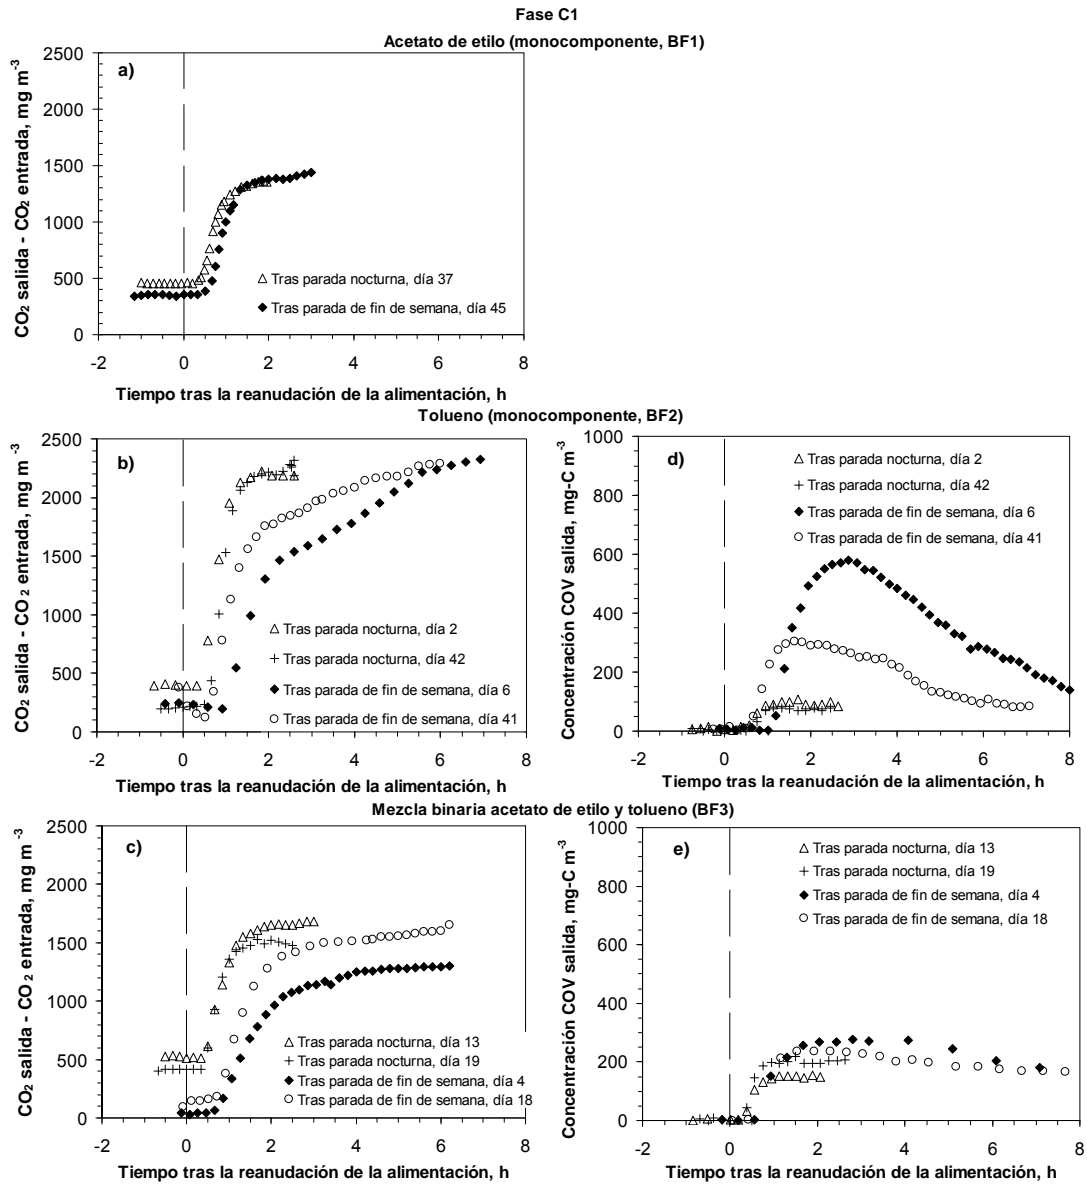 Fase C1
Acetato de etilo (monocomponente, BF1)
a)
CO2 salida - CO2 entrada, mg m-3
2500
2000
1500
1000
500
0
Tras parada nocturna, día 37
Tras parada de fin de semana, día 45
-2 0 2 4 6 8
Tiempo tras la reanudación de la alimentación, h
Tolueno (monocomponente, BF2)
b)
CO2 salida - CO2 entrada, mg m-3
2500
2000
1500
1000
500
0
Tras parada nocturna, día 2
Tras parada nocturna, día 42
Tras parada de fin de semana, día 6
Tras parada de fin de semana, día 41
-2 0 2 4 6 8
Tiempo tras la reanudación de la alimentación, h
d)
Concentración COV salida, mg-C m-3
1000
800
600
400
200
0
Tras parada nocturna, día 2
Tras parada nocturna, día 42
Tras parada de fin de semana, día 6
Tras parada de fin de semana, día 41
-2 0 2 4 6 8
Tiempo tras la reanudación de la alimentación, h
Mezcla binaria acetato de etilo y tolueno (BF3)
c)
CO2 salida - CO2 entrada, mg m-3
2500
2000
1500
1000
500
0
Tras parada nocturna, día 13
Tras parada nocturna, día 19
Tras parada de fin de semana, día 4
Tras parada de fin de semana, día 18
-2 0 2 4 6 8
Tiempo tras la reanudación de la alimentación, h
e)
Concentración COV salida, mg-C m-3
1000
800
600
400
200
0
Tras parada nocturna, día 13
Tras parada nocturna, día 19
Tras parada de fin de semana, día 4
Tras parada de fin de semana, día 18
-2 0 2 4 6 8
Tiempo tras la reanudación de la alimentación, h